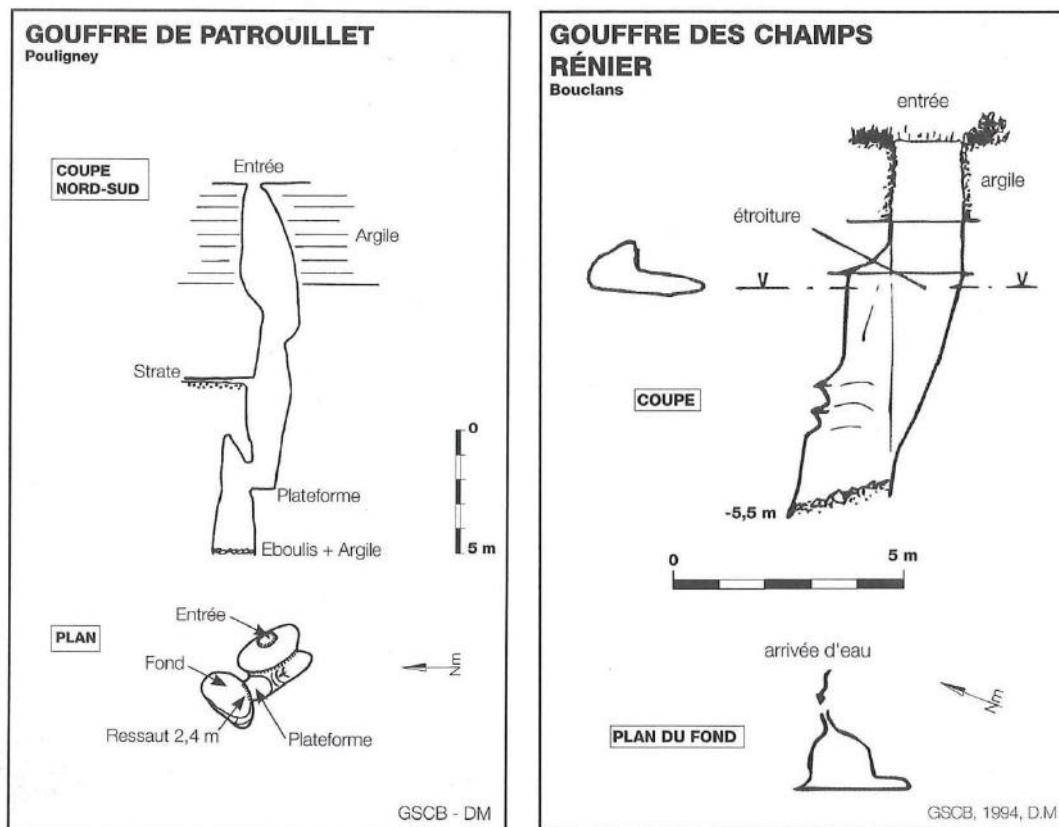 GOUFFRE DE PATROUILLET
Pouligney
COUPE
NORD-SUD
Entrée
Argile
Strate
0
Plateforme
5 m
Eboulis + Argile
PLAN
Entrée
Fond
Nm
Ressaut 2,4 m
Plateforme
GSCB - DM
GOUFFRE DES CHAMPS
RÉNIER
Bouclans
entrée
argile
étroiture
V
V
COUPE
-5,5 m
0
5 m
arrivée d'eau
Nm
PLAN DU FOND
GSCB, 1994, D.M